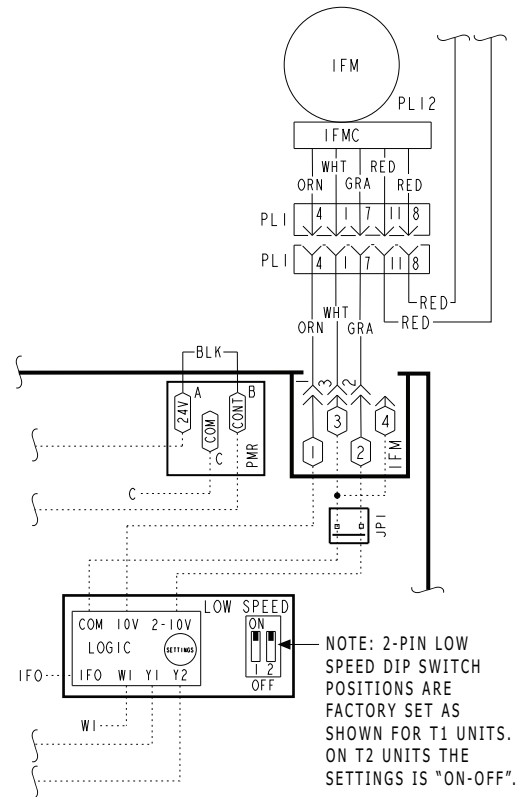 IFM
PL12
IFMC
WHT RED
ORN GRA RED
PL1 4 1 7 11 8
PL1 4 1 7 11 8
RED
WHT RED
ORN GRA
BLK
1 3 2
A B
24V COM CONT
C
PMR
3 4
1 2
IFM
C
JP1
LOW SPEED
COM 10V 2-10V
ON
LOGIC SETTINGS
1 2
IFO IFO W1 Y1 Y2
OFF
W1
NOTE: 2-PIN LOW
SPEED DIP SWITCH
POSITIONS ARE
FACTORY SET AS
SHOWN FOR T1 UNITS.
ON T2 UNITS THE
SETTINGS IS “ON-OFF”.